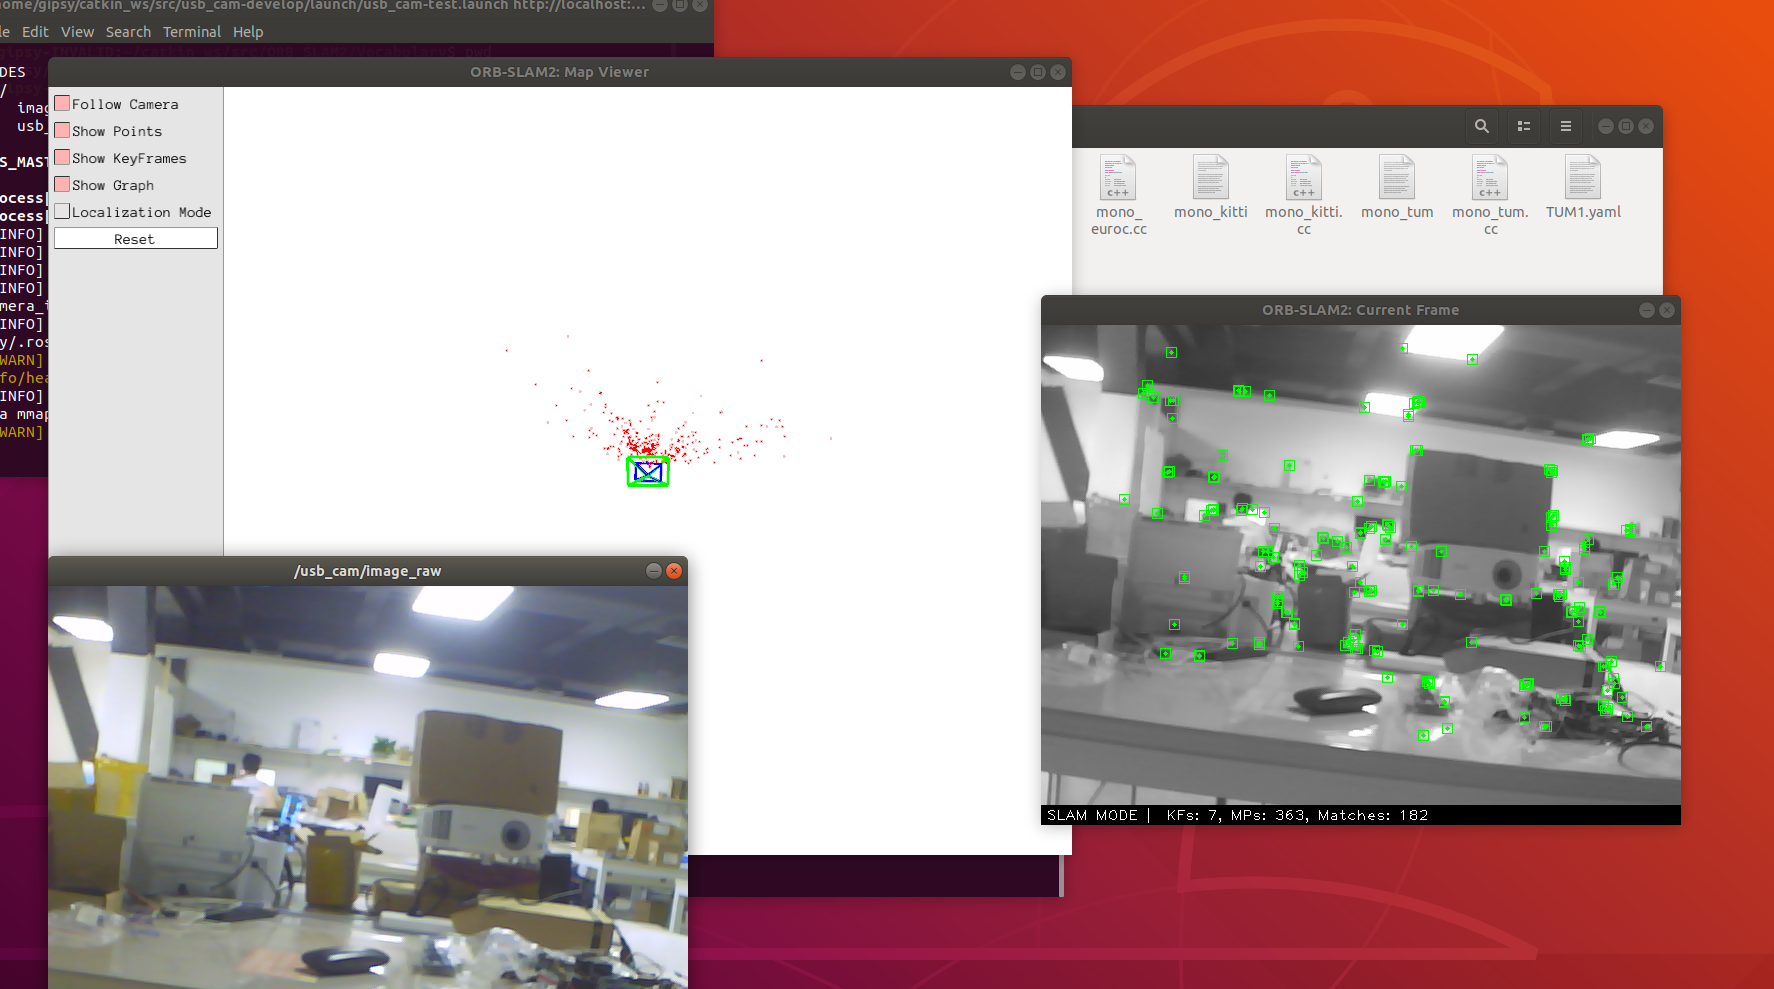 home/gipsy/catkin_ws/src/usb_cam-develop/launch/usb_cam-test.launch http://localhost:...
le Edit View Search Terminal Help
DES
/
imag
usb_
S_MAST
ocess[
ocess[
INFO]
INFO]
INFO]
INFO]
mera_i
INFO]
y/.ros
WARN]
fo/hea
INFO]
a mmap
WARN]
ORB-SLAM2: Map Viewer
Follow Camera
Show Points
Show KeyFrames
Show Graph
Localization Mode
Reset
mono_
euroc.cc
mono_kitti
mono_kitti.
cc
mono_tum
mono_tum.
cc
TUM1.yaml
c++
c++
c++
ORB-SLAM2: Current Frame
SLAM MODE | KFs: 7, MPs: 363, Matches: 182
/usb_cam/image_raw